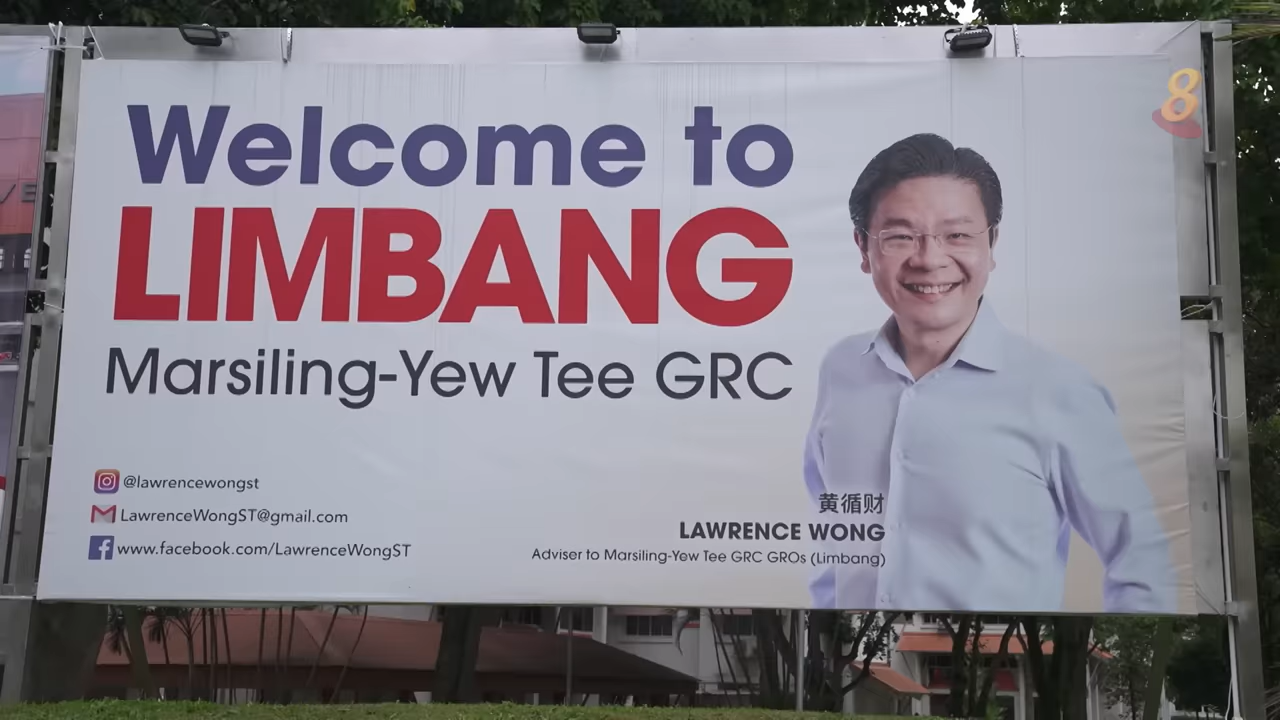 Welcome to
LIMBANG
Marsiling-Yew Tee GRC
@lawrencewongst
LawrenceWongST@gmail.com
www.facebook.com/LawrenceWongST
黄循财
LAWRENCE WONG
Adviser to Marsiling-Yew Tee GRC GROs (Limbang)
8